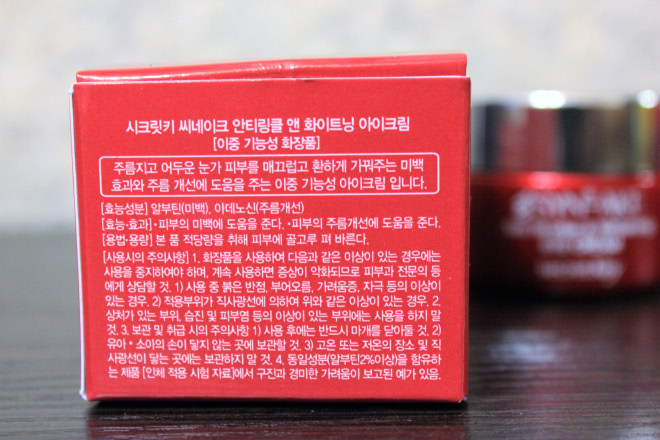 시크릿키 씨네이크 안티링클 앤 화이트닝 아이크림
[이중 기능성 화장품]
주름지고 어두운 눈가 피부를 매끄럽고 환하게 가꿔주는 미백
효과와 주름 개선에 도움을 주는 이중 기능성 아이크림 입니다.
[효능성분] 알부틴(미백), 아데노신(주름개선)
[효능·효과] •피부의 미백에 도움을 준다. •피부의 주름개선에 도움을 준다.
[용법·용량] 본 품 적당량을 취해 피부에 골고루 펴 바른다.
[사용시의 주의사항] 1. 화장품을 사용하여 다음과 같은 이상이 있는 경우에는
사용을 중지하여야 하며, 계속 사용하면 증상이 악화되므로 피부과 전문의 등
에게 상담할 것. 1) 사용 중 붉은 반점, 부어오름, 가려움증, 자극 등의 이상이
있는 경우. 2) 적용부위가 직사광선에 의하여 위와 같은 이상이 있는 경우. 2.
상처가 있는 부위, 습진 및 피부염 등의 이상이 있는 부위에는 사용을 하지 말
것. 3. 보관 및 취급 시의 주의사항 1) 사용 후에는 반드시 마개를 닫아둘 것. 2)
유아•소아의 손이 닿지 않는 곳에 보관할 것. 3) 고온 또는 저온의 장소 및 직
사광선이 닿는 곳에는 보관하지 말 것. 4. 동일성분(알부틴2%이상)을 함유하
는 제품 [인체 적용 시험 자료]에서 구진과 경미한 가려움이 보고된 예가 있음.